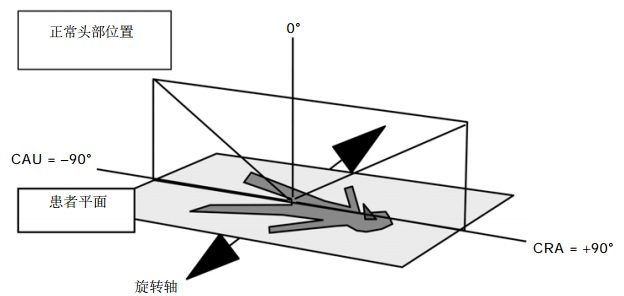 正常头部位置
0°
CAU = –90°
患者平面
CRA = +90°
旋转轴